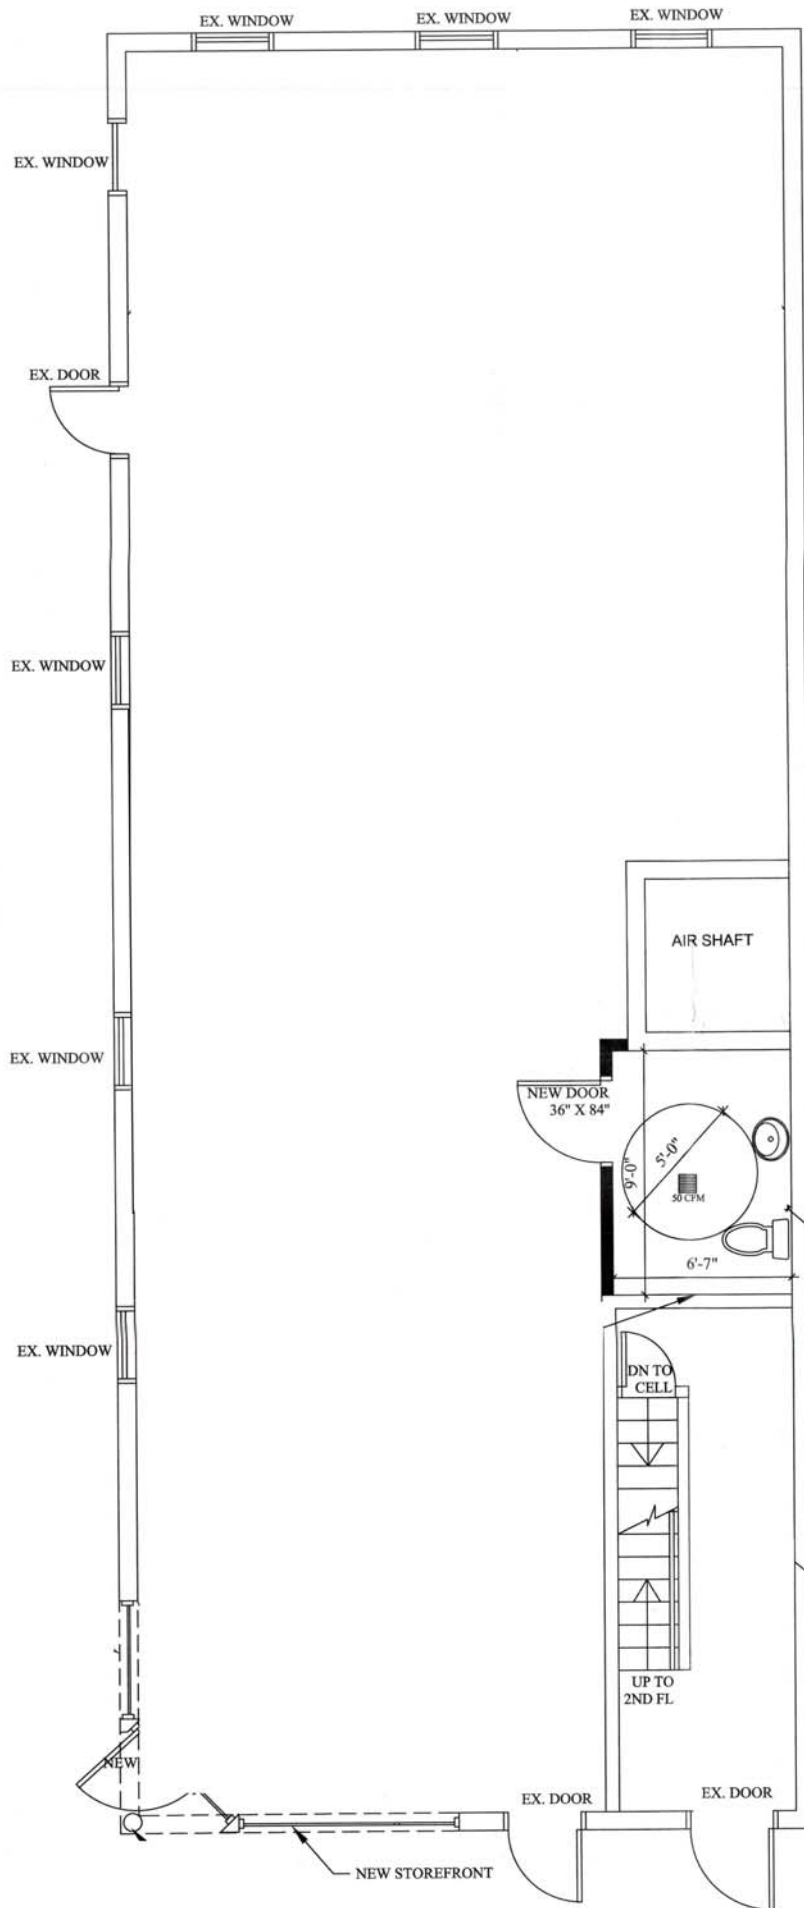 EX. WINDOW
EX. WINDOW
EX. WINDOW
EX. WINDOW
EX. DOOR
EX. WINDOW
AIR SHAFT
EX. WINDOW
NEW DOOR
36" X 84"
9'-0"
5'-0"
50 CFM
6'-7"
EX. WINDOW
DN TO
CELL
UP TO
2ND FL
NEW
EX. DOOR
EX. DOOR
NEW STOREFRONT